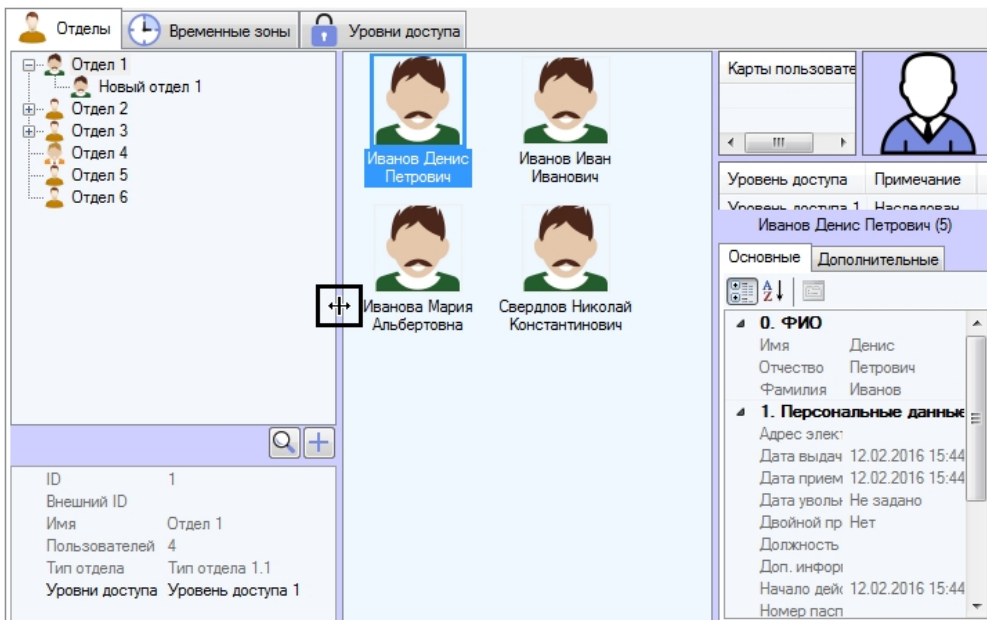 Отделы
Временные зоны
Уровни доступа
Отдел 1
Новый отдел 1
Отдел 2
Отдел 3
Отдел 4
Отдел 5
Отдел 6
ID 1
Внешний ID
Имя Отдел 1
Пользователей 4
Тип отдела Тип отдела 1.1
Уровни доступа Уровень доступа 1
Иванов Денис
Петрович
Иванов Иван
Иванович
Иванова Мария
Альбертовна
Свердлов Николай
Константинович
Карты пользовате
Уровень доступа Примечание
Уровень доступа 1 Наследован
Иванов Денис Петрович (5)
Основные Дополнительные
0. ФИО
Имя Денис
Отчество Петрович
Фамилия Иванов
1. Персональные данные
Адрес элект
Дата выдач 12.02.2016 15:44
Дата прием 12.02.2016 15:44
Дата уволь Не задано
Двойной пр Нет
Должность
Доп. инфор
Начало дейс 12.02.2016 15:44
Номер пасп